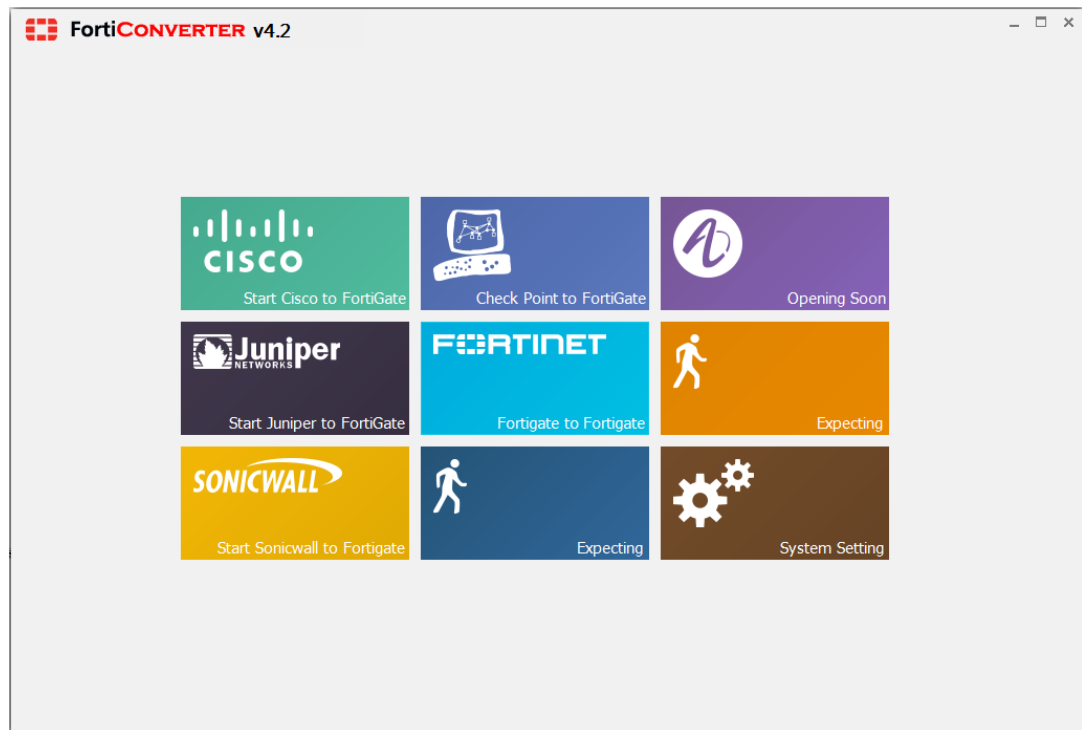 FortiCONVERTER v4.2
CISCO
Start Cisco to FortiGate
Check Point to FortiGate
Opening Soon
Juniper
NETWORKS
Start Juniper to FortiGate
FORTINET
Fortigate to Fortigate
Expecting
SONICWALL
Start Sonicwall to Fortigate
Expecting
System Setting